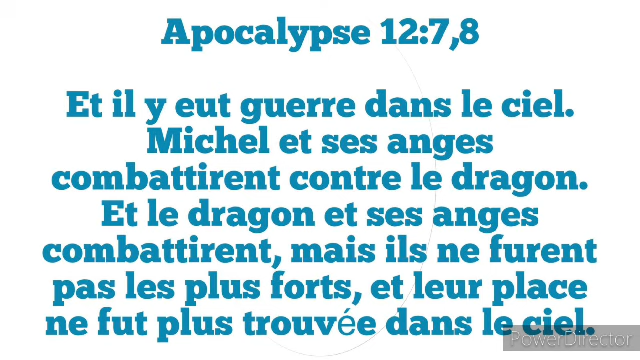 Apocalypse 12:7,8
Et il y eut guerre dans le ciel.
Michel et ses anges
combattirent contre le dragon.
Et le dragon et ses anges
combattirent, mais ils ne furent
pas les plus forts, et leur place
ne fut plus trouvée dans le ciel.
PowerDirector